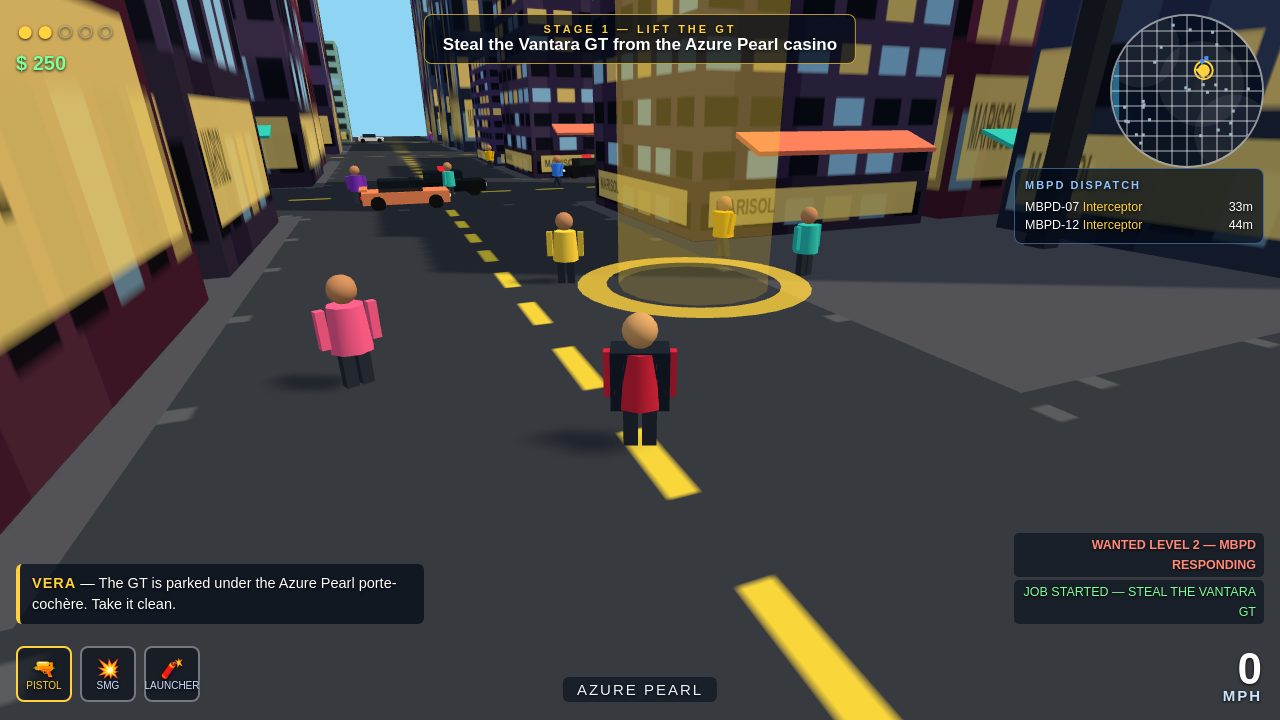 $ 250
STAGE 1 — LIFT THE GT
Steal the Vantara GT from the Azure Pearl casino
MBPD DISPATCH
MBPD-07 Interceptor 33m
MBPD-12 Interceptor 44m
MARISOL
MARISOL
WANTED LEVEL 2 — MBPD
RESPONDING
JOB STARTED — STEAL THE VANTARA
GT
VERA — The GT is parked under the Azure Pearl porte-
cochère. Take it clean.
PISTOL
SMG
LAUNCHER
AZURE PEARL
0
MPH